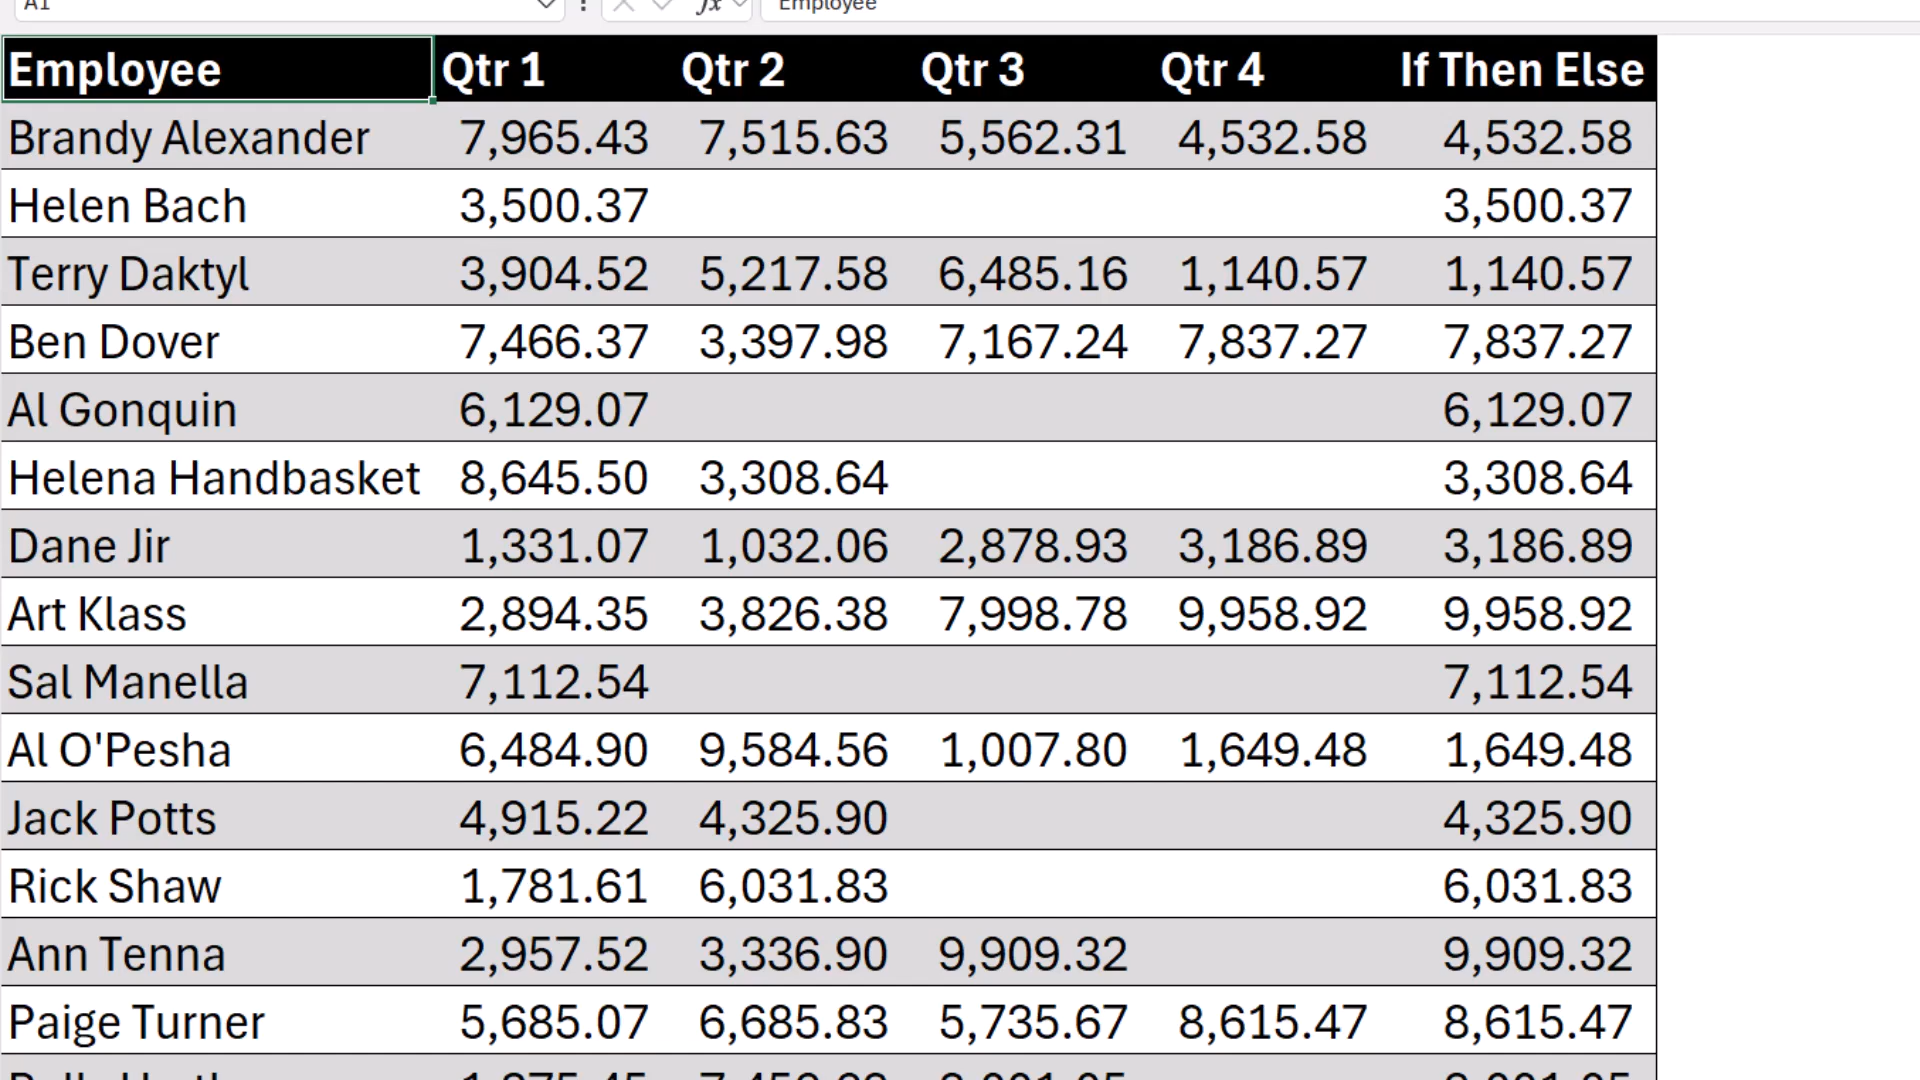 A1 fx Employee
Employee Qtr 1 Qtr 2 Qtr 3 Qtr 4 If Then Else
Brandy Alexander 7,965.43 7,515.63 5,562.31 4,532.58 4,532.58
Helen Bach 3,500.37 3,500.37
Terry Daktyl 3,904.52 5,217.58 6,485.16 1,140.57 1,140.57
Ben Dover 7,466.37 3,397.98 7,167.24 7,837.27 7,837.27
Al Gonquin 6,129.07 6,129.07
Helena Handbasket 8,645.50 3,308.64 3,308.64
Dane Jir 1,331.07 1,032.06 2,878.93 3,186.89 3,186.89
Art Klass 2,894.35 3,826.38 7,998.78 9,958.92 9,958.92
Sal Manella 7,112.54 7,112.54
Al O'Pesha 6,484.90 9,584.56 1,007.80 1,649.48 1,649.48
Jack Potts 4,915.22 4,325.90 4,325.90
Rick Shaw 1,781.61 6,031.83 6,031.83
Ann Tenna 2,957.52 3,336.90 9,909.32 9,909.32
Paige Turner 5,685.07 6,685.83 5,735.67 8,615.47 8,615.47